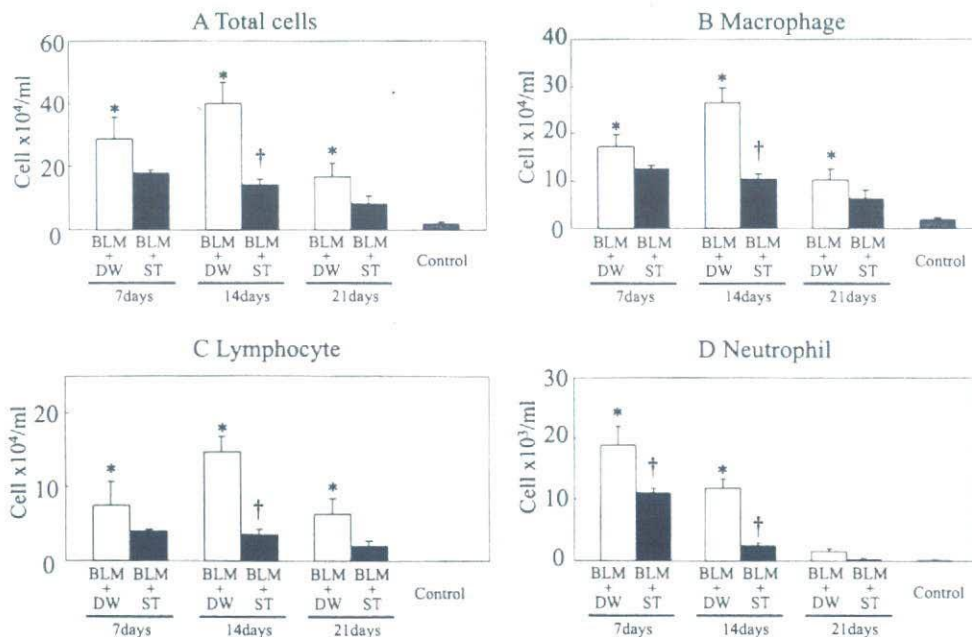 A Total cells
Cell x10⁴/ml
60
40
20
0
*
*
†
*
BLM + DW
BLM + ST
BLM + DW
BLM + ST
BLM + DW
BLM + ST
Control
7days
14days
21days
B Macrophage
Cell x10⁴/ml
40
30
20
10
0
*
*
†
*
BLM + DW
BLM + ST
BLM + DW
BLM + ST
BLM + DW
BLM + ST
Control
7days
14days
21days
C Lymphocyte
Cell x10⁴/ml
20
10
0
*
*
†
*
BLM + DW
BLM + ST
BLM + DW
BLM + ST
BLM + DW
BLM + ST
Control
7days
14days
21days
D Neutrophil
Cell x10³/ml
30
20
10
0
*
†
*
†
BLM + DW
BLM + ST
BLM + DW
BLM + ST
BLM + DW
BLM + ST
Control
7days
14days
21days